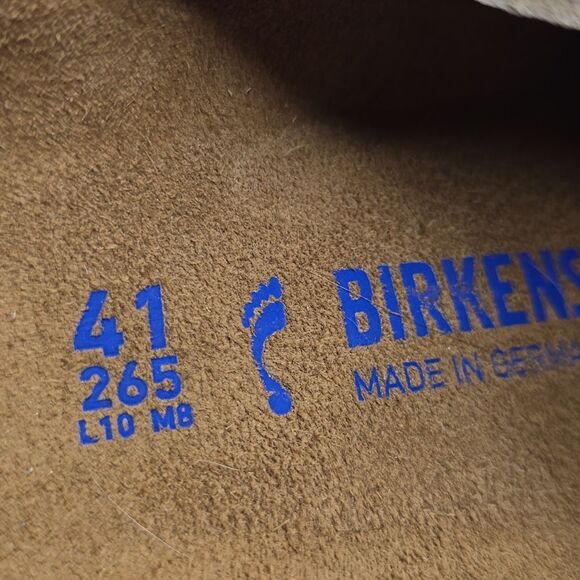 41
265
L10 M8
BIRKENS
MADE IN GERMA